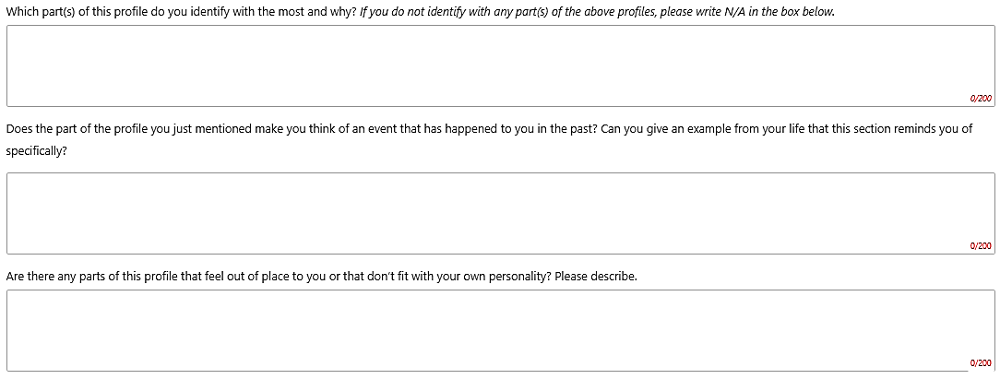 Which part(s) of this profile do you identify with the most and why? If you do not identify with any part(s) of the above profiles, please write N/A in the box below.
0/200
Does the part of the profile you just mentioned make you think of an event that has happened to you in the past? Can you give an example from your life that this section reminds you of
specifically?
0/200
Are there any parts of this profile that feel out of place to you or that don't fit with your own personality? Please describe.
0/200